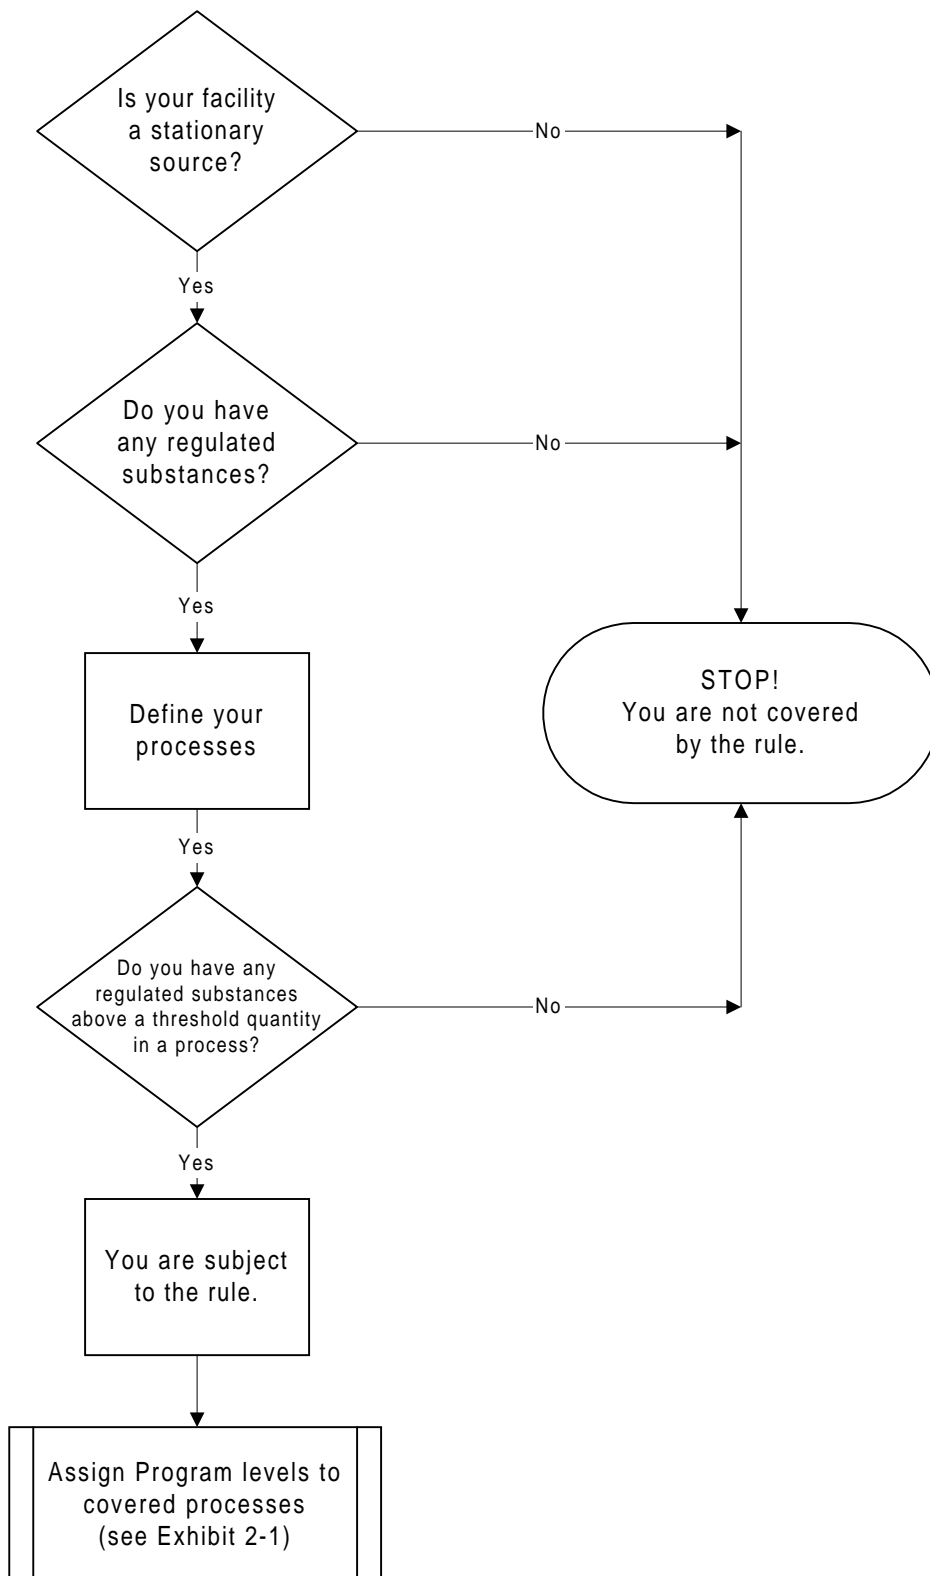 Is your facility
a stationary
source?
No
Yes
Do you have
any regulated
substances?
No
Yes
Define your
processes
STOP!
You are not covered
by the rule.
Yes
Do you have any
regulated substances
above a threshold quantity
in a process?
No
Yes
You are subject
to the rule.
Assign Program levels to
covered processes
(see Exhibit 2-1)